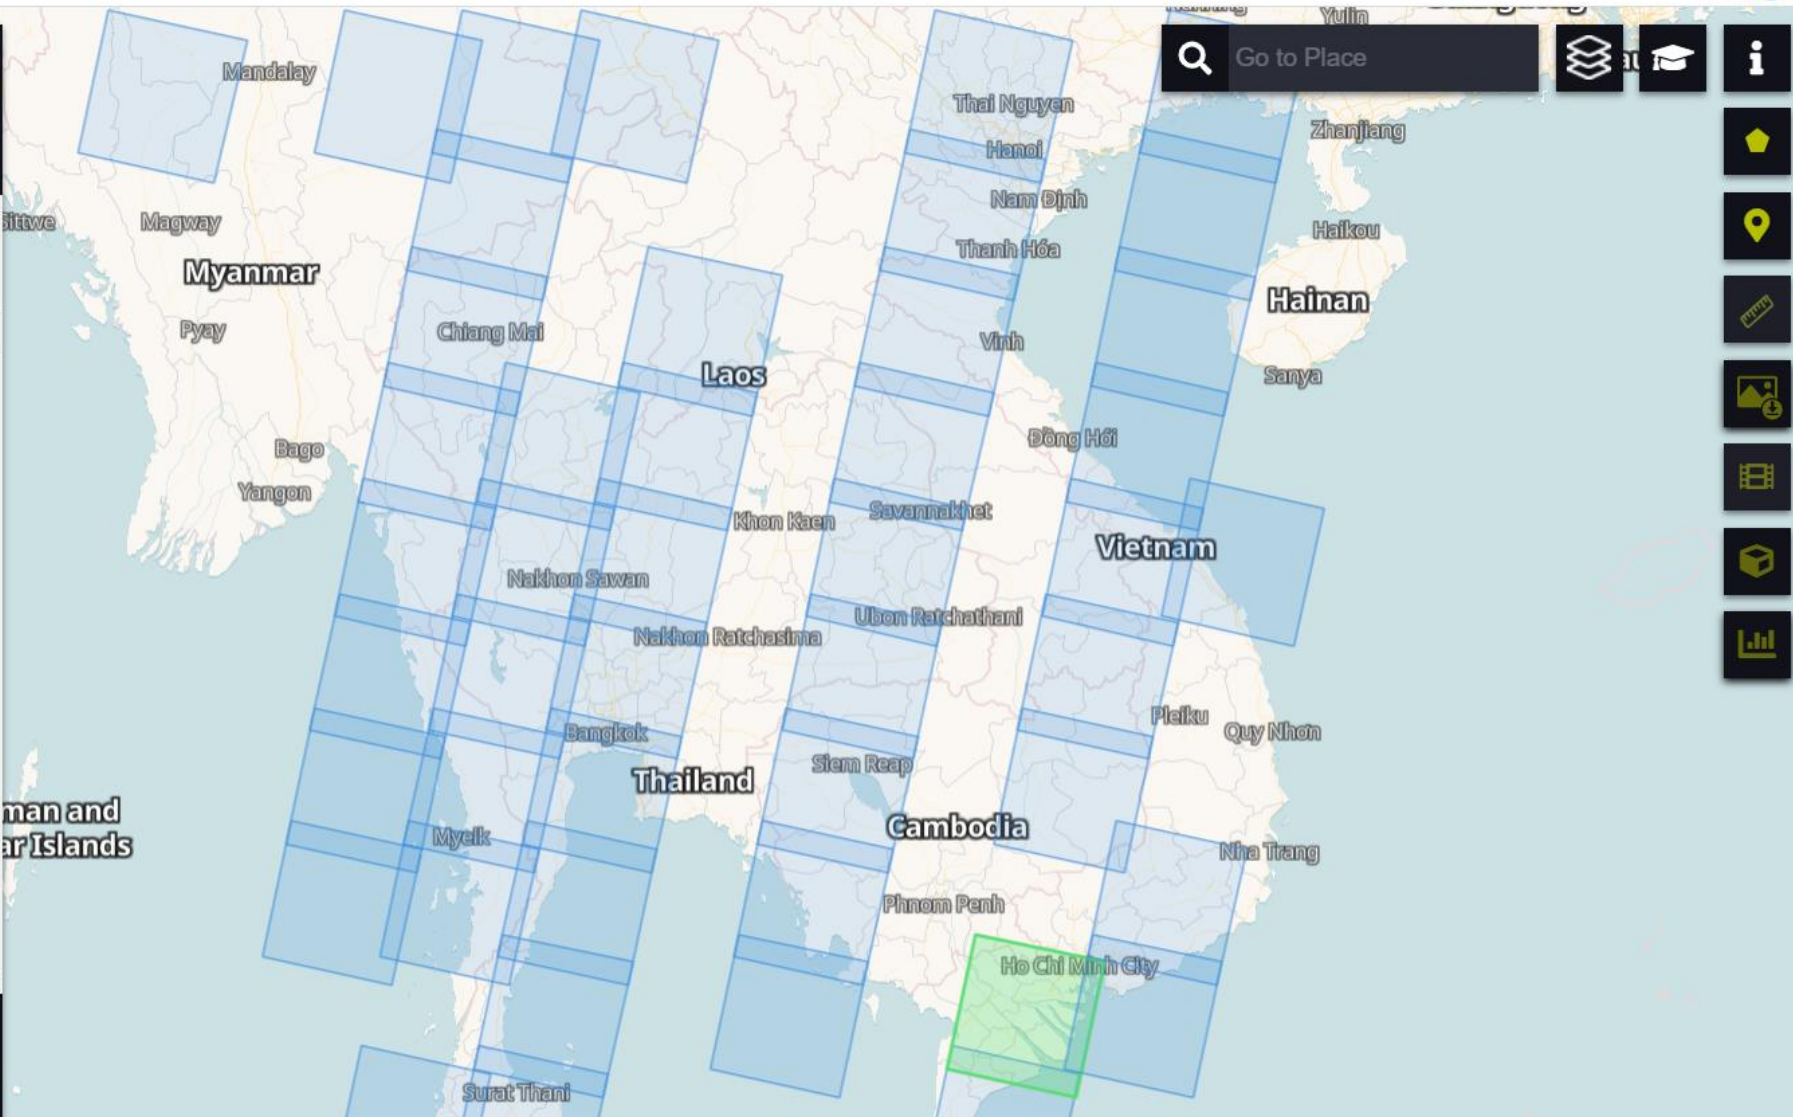 Yulin
Go to Place
Mandalay
Thai Nguyen
Zhanjiang
Hanoi
Nam Định
Sittwe
Magway
Haikou
Thanh Hóa
Myanmar
Hainan
Pyay
Chiang Mai
Vinh
Laos
Sanya
Đồng Hới
Bago
Yangon
Savannakhet
Khon Kaen
Vietnam
Nakhon Sawan
Ubon Ratchathani
Nakhon Ratchasima
Pleiku
Quy Nhơn
Bangkok
Siem Reap
Thailand
man and
ar Islands
Cambodia
Myeik
Nha Trang
Phnom Penh
Ho Chi Minh City
Surat Thani